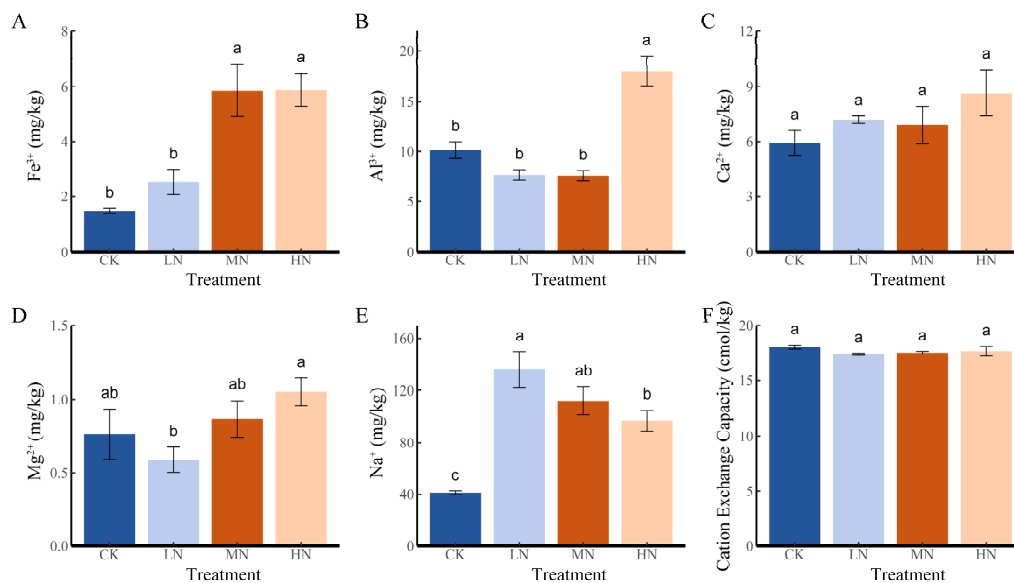 A
Fe³⁺ (mg/kg)
8
6
4
2
0
b
b
a
a
CK
LN
MN
HN
Treatment
B
Al³⁺ (mg/kg)
20
15
10
5
0
b
b
b
a
CK
LN
MN
HN
Treatment
C
Ca²⁺ (mg/kg)
12
9
6
3
0
a
a
a
a
CK
LN
MN
HN
Treatment
D
Mg²⁺ (mg/kg)
1.5
1.0
0.5
0.0
ab
b
ab
a
CK
LN
MN
HN
Treatment
E
Na⁺ (mg/kg)
160
120
80
40
0
c
a
ab
b
CK
LN
MN
HN
Treatment
F
Cation Exchange Capacity (cmol/kg)
20
15
10
5
0
a
a
a
a
CK
LN
MN
HN
Treatment